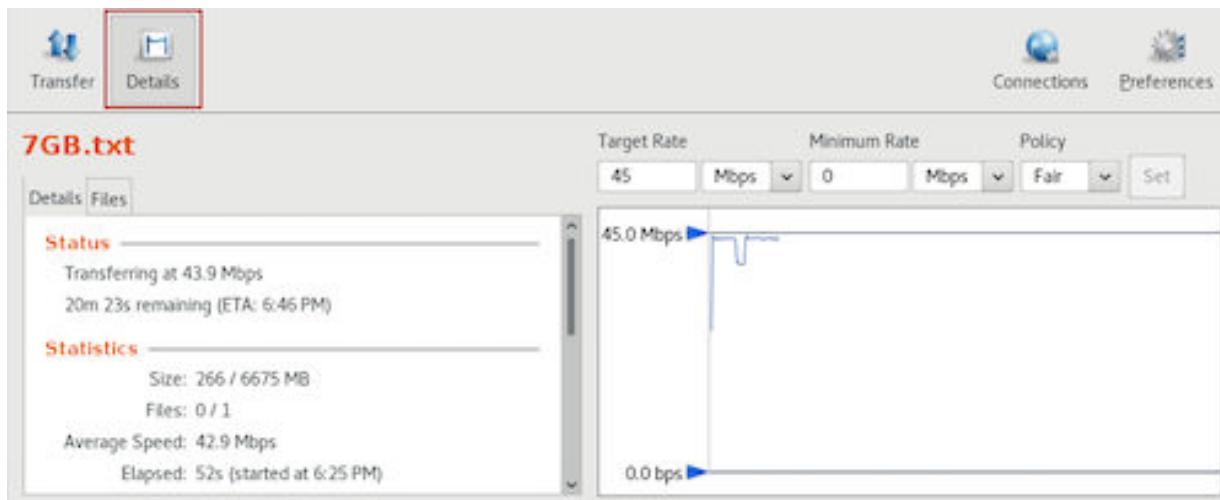 Transfer
Details
Connections
Preferences
7GB.txt
Target Rate
Minimum Rate
Policy
45
Mbps
0
Mbps
Fair
Set
Details
Files
Status
Transferring at 43.9 Mbps
20m 23s remaining (ETA: 6:46 PM)
Statistics
Size: 266 / 6675 MB
Files: 0 / 1
Average Speed: 42.9 Mbps
Elapsed: 52s (started at 6:25 PM)
45.0 Mbps
0.0 bps